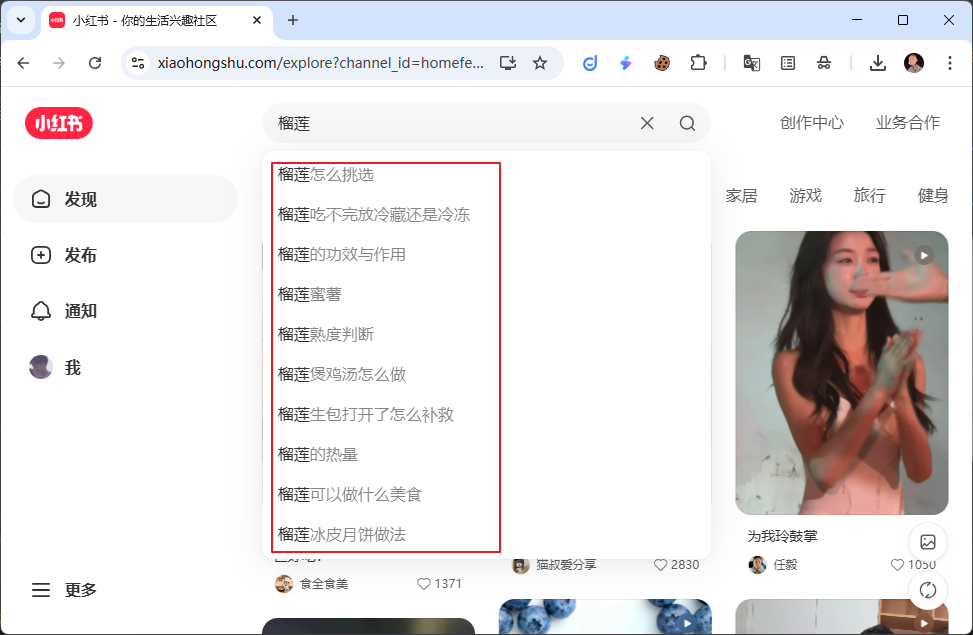 小红书 - 你的生活兴趣社区
xiaohongshu.com/explore?channel_id=homefe...
小红书
榴莲
创作中心
业务合作
发现
发布
通知
我
更多
榴莲怎么挑选
榴莲吃不完放冷藏还是冷冻
榴莲的功效与作用
榴莲蜜薯
榴莲熟度判断
榴莲煲鸡汤怎么做
榴莲生包打开了怎么补救
榴莲的热量
榴莲可以做什么美食
榴莲冰皮月饼做法
家居
游戏
旅行
健身
食全食美
1371
猫叔爱分享
2830
为我玲鼓掌
任毅
1050